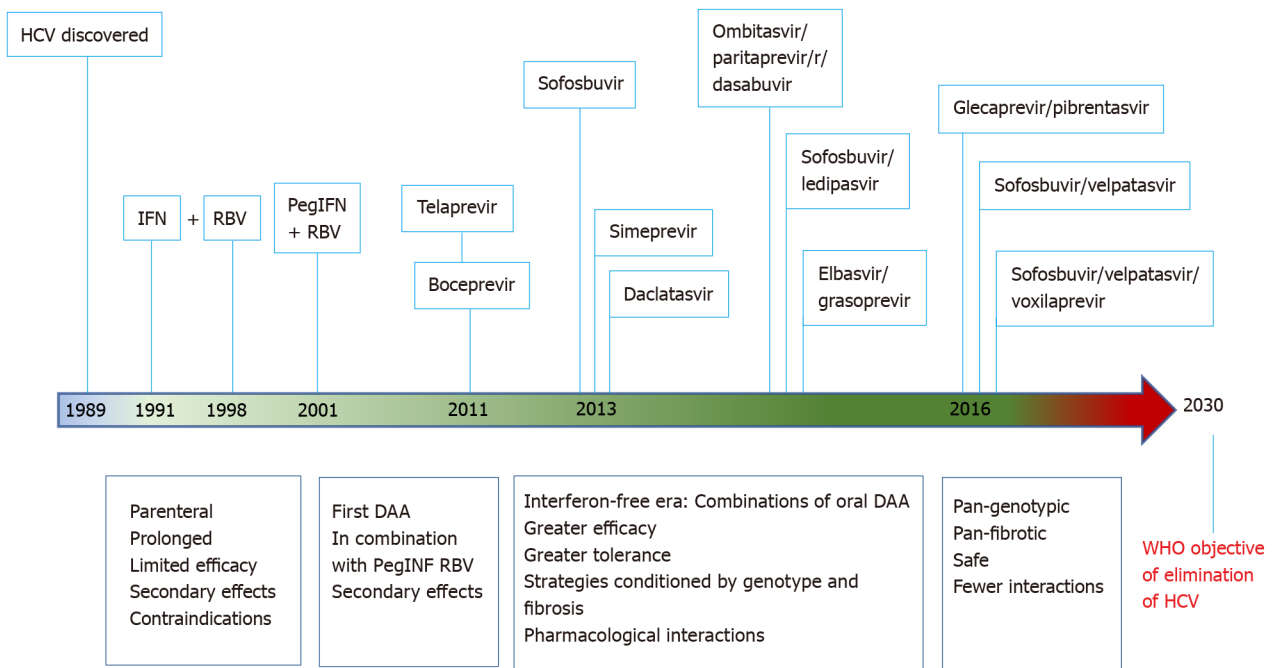 HCV discovered
IFN
+
RBV
PegIFN
+ RBV
Telaprevir
Boceprevir
Sofosbuvir
Simeprevir
Daclatasvir
Ombitasvir/
paritaprevir/r/
dasabuvir
Sofosbuvir/
ledipasvir
Elbasvir/
grasoprevir
Glecaprevir/pibrentasvir
Sofosbuvir/velpatasvir
Sofosbuvir/velpatasvir/
voxilaprevir
1989
1991
1998
2001
2011
2013
2016
2030
Parenteral
Prolonged
Limited efficacy
Secondary effects
Contraindications
First DAA
In combination
with PegINF RBV
Secondary effects
Interferon-free era: Combinations of oral DAA
Greater efficacy
Greater tolerance
Strategies conditioned by genotype and
fibrosis
Pharmacological interactions
Pan-genotypic
Pan-fibrotic
Safe
Fewer interactions
WHO objective
of elimination
of HCV